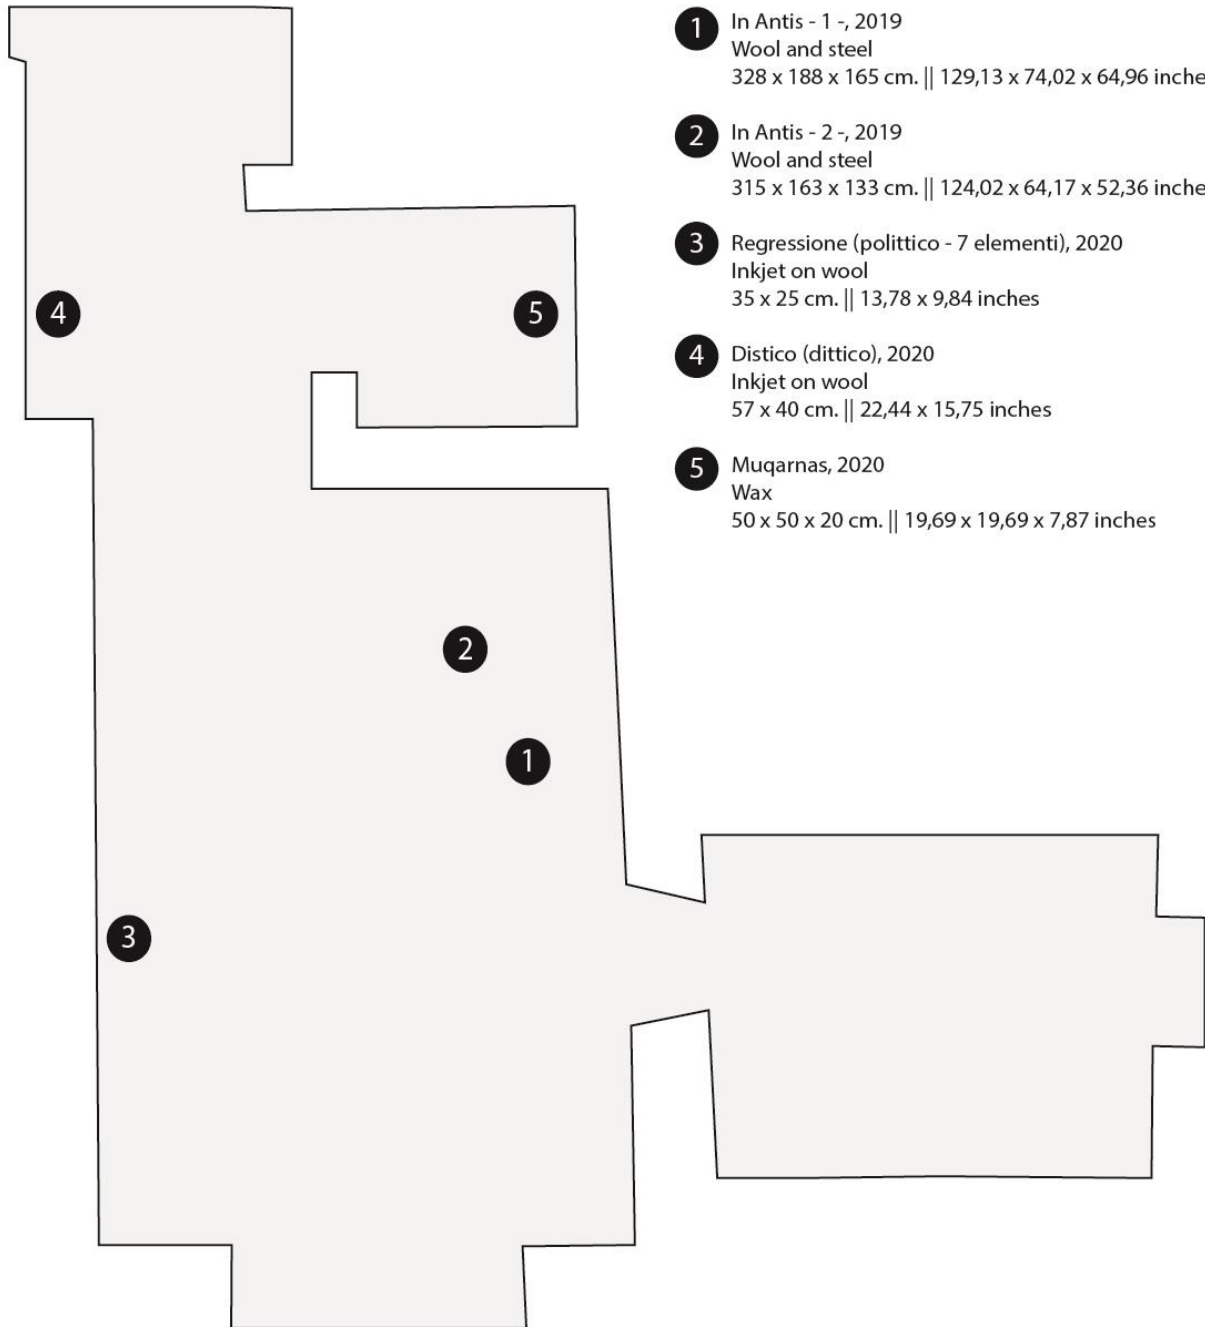 1 In Antis - 1 -, 2019
Wool and steel
328 x 188 x 165 cm. || 129,13 x 74,02 x 64,96 inche
2 In Antis - 2 -, 2019
Wool and steel
315 x 163 x 133 cm. || 124,02 x 64,17 x 52,36 inche
3 Regressione (polittico - 7 elementi), 2020
Inkjet on wool
35 x 25 cm. || 13,78 x 9,84 inches
4 Distico (dittico), 2020
Inkjet on wool
57 x 40 cm. || 22,44 x 15,75 inches
5 Muqarnas, 2020
Wax
50 x 50 x 20 cm. || 19,69 x 19,69 x 7,87 inches
4
5
2
1
3